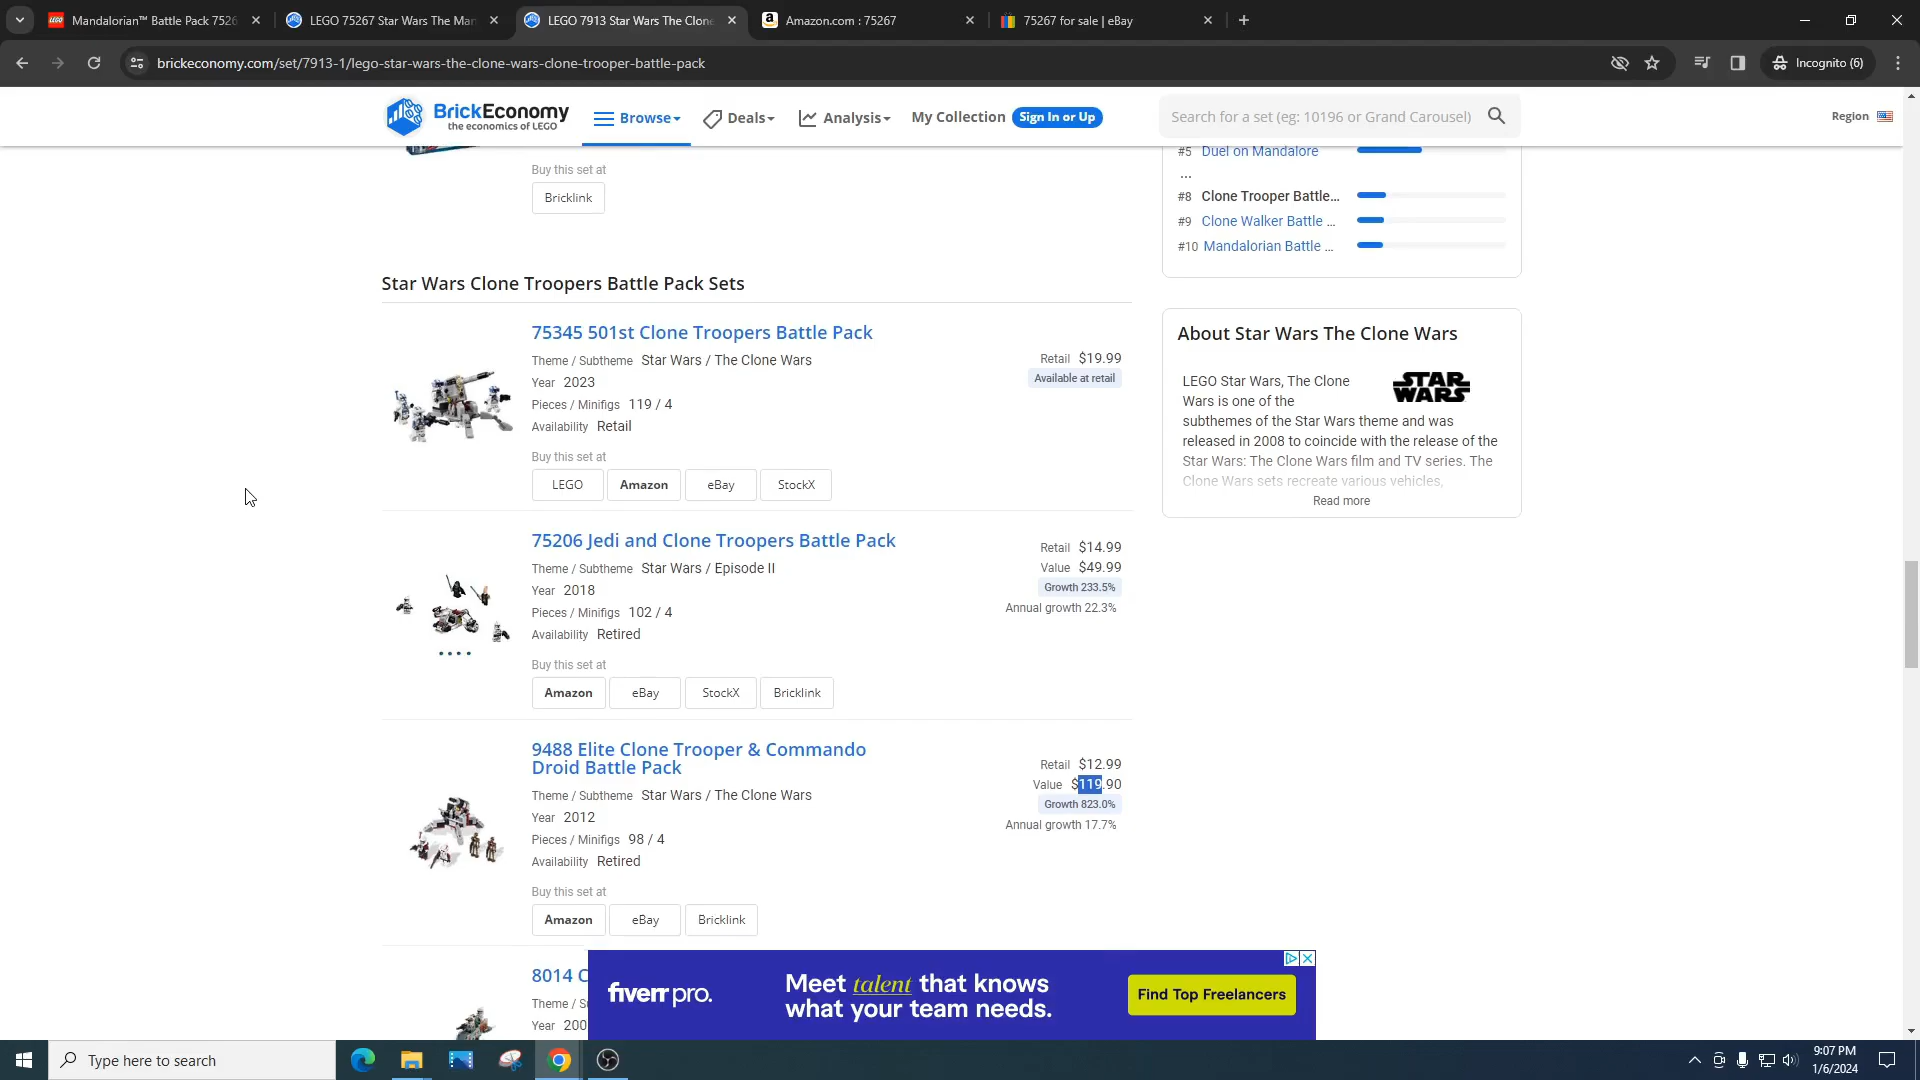 Mandalorian™ Battle Pack 7526
LEGO 75267 Star Wars The Man
LEGO 7913 Star Wars The Clone
Amazon.com : 75267
75267 for sale | eBay
brickeconomy.com/set/7913-1/lego-star-wars-the-clone-wars-clone-trooper-battle-pack
Incognito (6)
BrickEconomy
the economics of LEGO
Browse
Deals
Analysis
My Collection
Sign In or Up
Search for a set (eg: 10196 or Grand Carousel)
Region
Buy this set at
Bricklink
#5 Duel on Mandalore
...
#8 Clone Trooper Battle...
#9 Clone Walker Battle ...
#10 Mandalorian Battle ...
Star Wars Clone Troopers Battle Pack Sets
75345 501st Clone Troopers Battle Pack
Theme / Subtheme Star Wars / The Clone Wars
Year 2023
Pieces / Minifigs 119 / 4
Availability Retail
Retail $19.99
Available at retail
Buy this set at
LEGO
Amazon
eBay
StockX
75206 Jedi and Clone Troopers Battle Pack
Theme / Subtheme Star Wars / Episode II
Year 2018
Pieces / Minifigs 102 / 4
Availability Retired
Retail $14.99
Value $49.99
Growth 233.5%
Annual growth 22.3%
Buy this set at
Amazon
eBay
StockX
Bricklink
9488 Elite Clone Trooper & Commando
Droid Battle Pack
Theme / Subtheme Star Wars / The Clone Wars
Year 2012
Pieces / Minifigs 98 / 4
Availability Retired
Retail $12.99
Value $119.90
Growth 823.0%
Annual growth 17.7%
Buy this set at
Amazon
eBay
Bricklink
8014 C
Theme / Su
Year 200
About Star Wars The Clone Wars
STAR
WARS
LEGO Star Wars, The Clone
Wars is one of the
subthemes of the Star Wars theme and was
released in 2008 to coincide with the release of the
Star Wars: The Clone Wars film and TV series. The
Clone Wars sets recreate various vehicles,
Read more
fiverr pro.
Meet talent that knows
what your team needs.
Find Top Freelancers
Type here to search
9:07 PM
1/6/2024